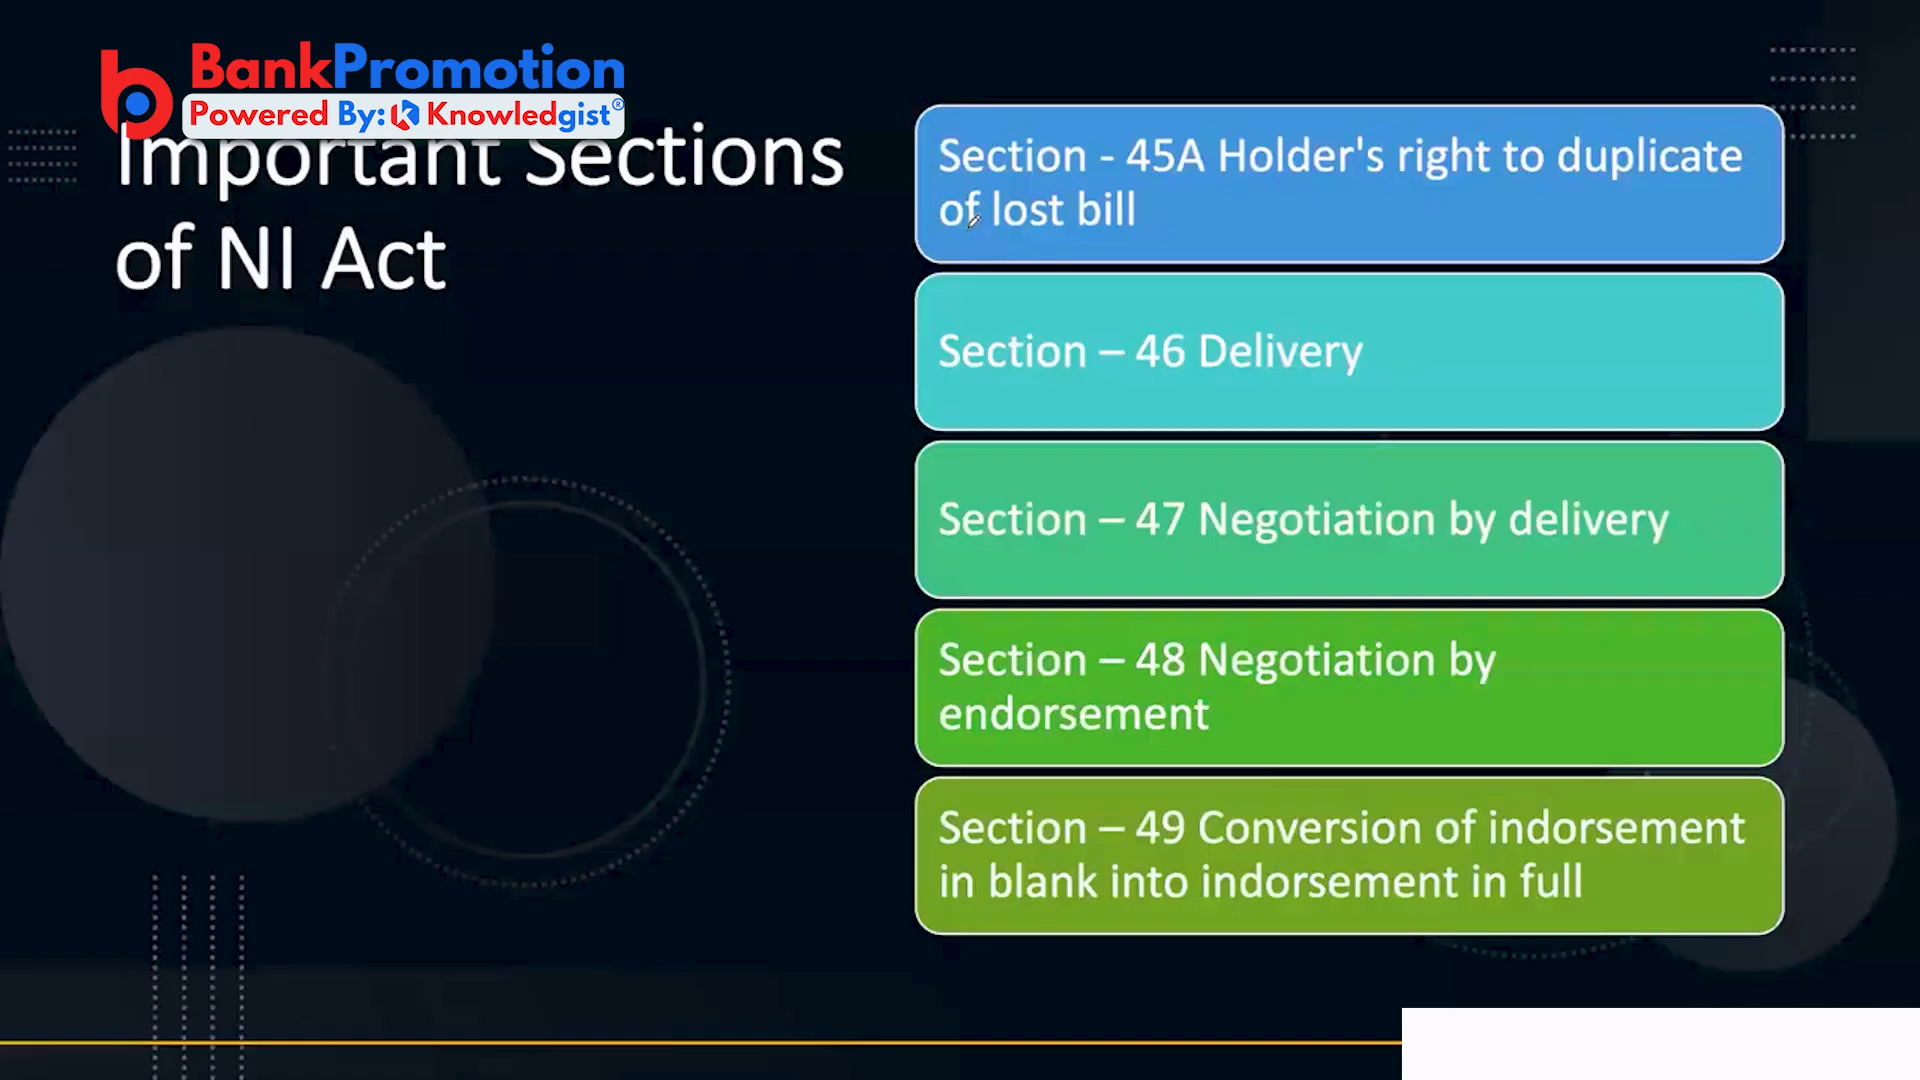 BankPromotion
Powered By: Knowledgist®
Important Sections
of NI Act
Section - 45A Holder's right to duplicate
of lost bill
Section – 46 Delivery
Section – 47 Negotiation by delivery
Section – 48 Negotiation by
endorsement
Section – 49 Conversion of indorsement
in blank into indorsement in full